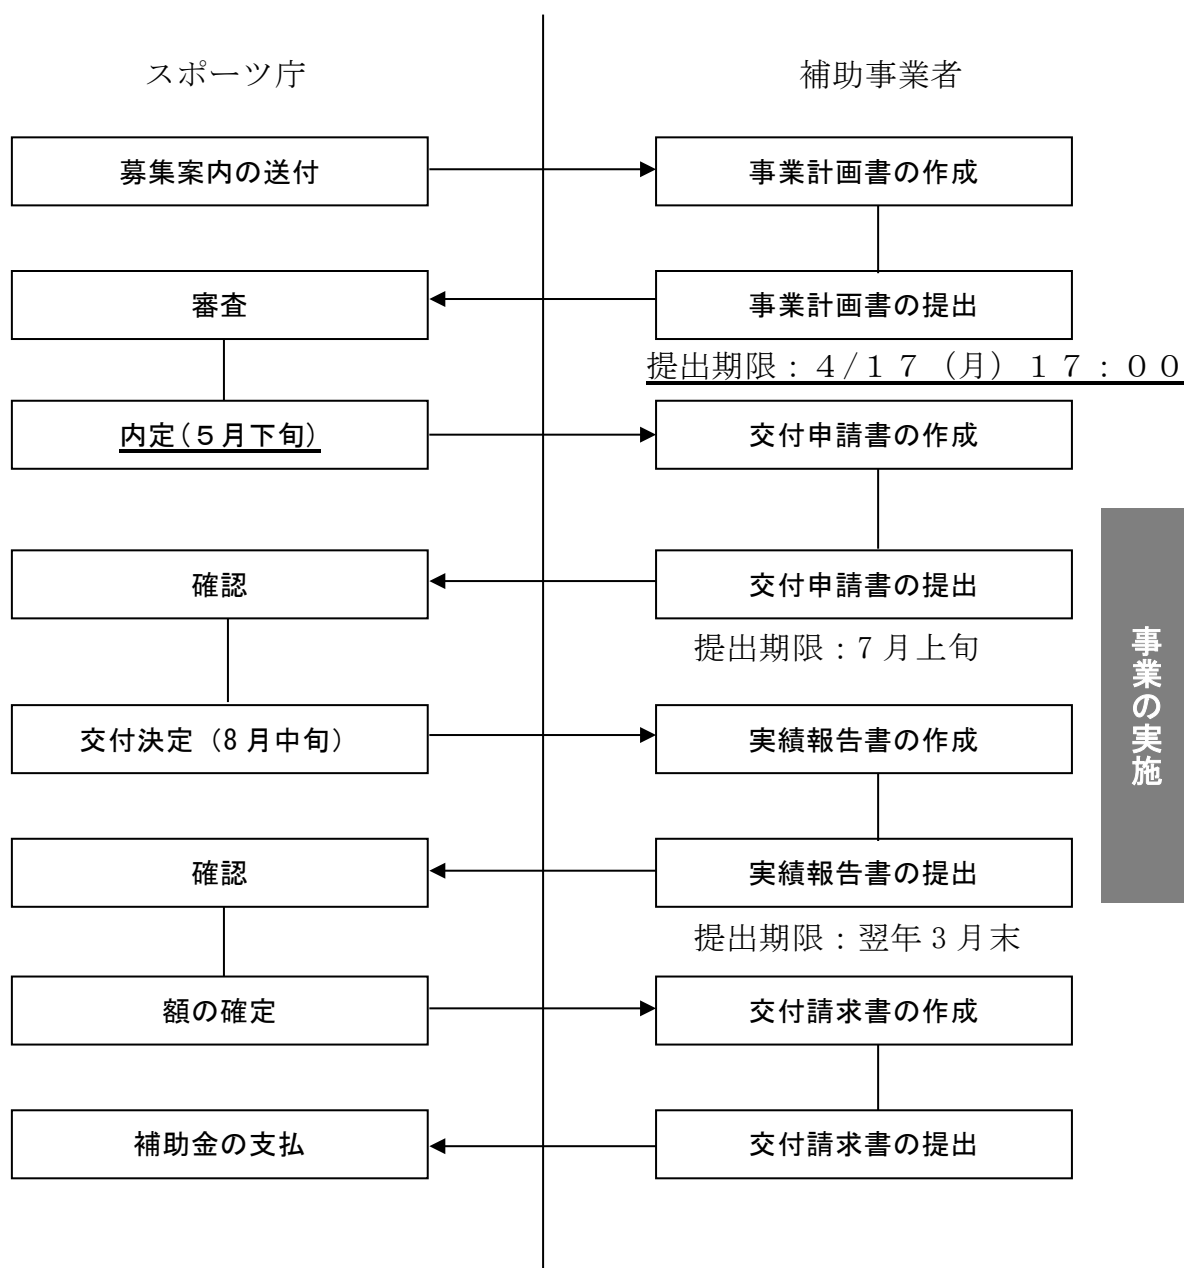 スポーツ庁
補助事業者
募集案内の送付
事業計画書の作成
審査
事業計画書の提出
提出期限：４/１７（月）１７：００
内定(５月下旬)
交付申請書の作成
確認
交付申請書の提出
提出期限：7月上旬
交付決定（8月中旬）
実績報告書の作成
確認
実績報告書の提出
提出期限：翌年3月末
額の確定
交付請求書の作成
補助金の支払
交付請求書の提出
事業の実施